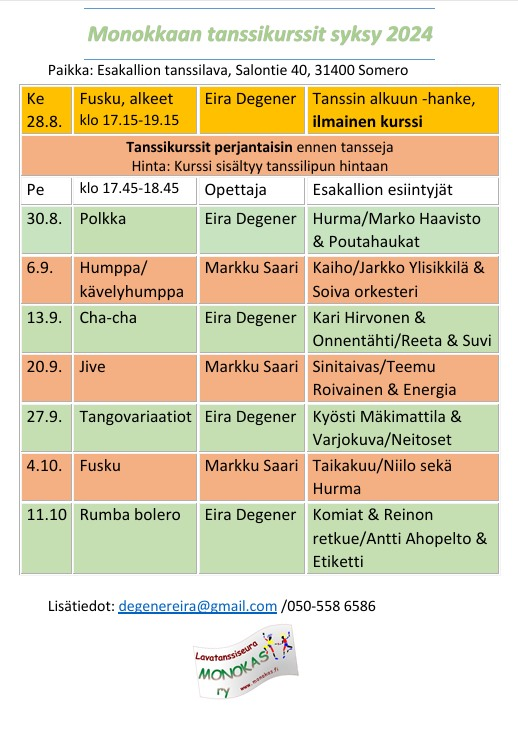 Monokkaan tanssikurssit syksy 2024
Paikka: Esakallion tanssilava, Salontie 40, 31400 Somero
Ke Fusku, alkeet Eira Degener Tanssin alkuun -hanke,
28.8. klo 17.15-19.15 ilmainen kurssi
Tanssikurssit perjantaisin ennen tansseja
Hinta: Kurssi sisältyy tanssilipun hintaan
Pe klo 17.45-18.45 Opettaja Esakallion esiintyjät
30.8. Polkka Eira Degener Hurma/Marko Haavisto
& Poutahaukat
6.9. Humppa/ Markku Saari Kaiho/Jarkko Ylisikkilä &
kävelyhumppa Soiva orkesteri
13.9. Cha-cha Eira Degener Kari Hirvonen &
Onnentähti/Reeta & Suvi
20.9. Jive Markku Saari Sinitaivas/Teemu
Roivainen & Energia
27.9. Tangovariaatiot Eira Degener Kyösti Mäkimattila &
Varjokuva/Neitoset
4.10. Fusku Markku Saari Taikakuu/Niilo sekä
Hurma
11.10 Rumba bolero Eira Degener Komiat & Reinon
retkue/Antti Ahopelto &
Etiketti
Lisätiedot: degenereira@gmail.com /050-558 6586
Lavatanssiseura
MONOKAS
ry www.monokas.fi